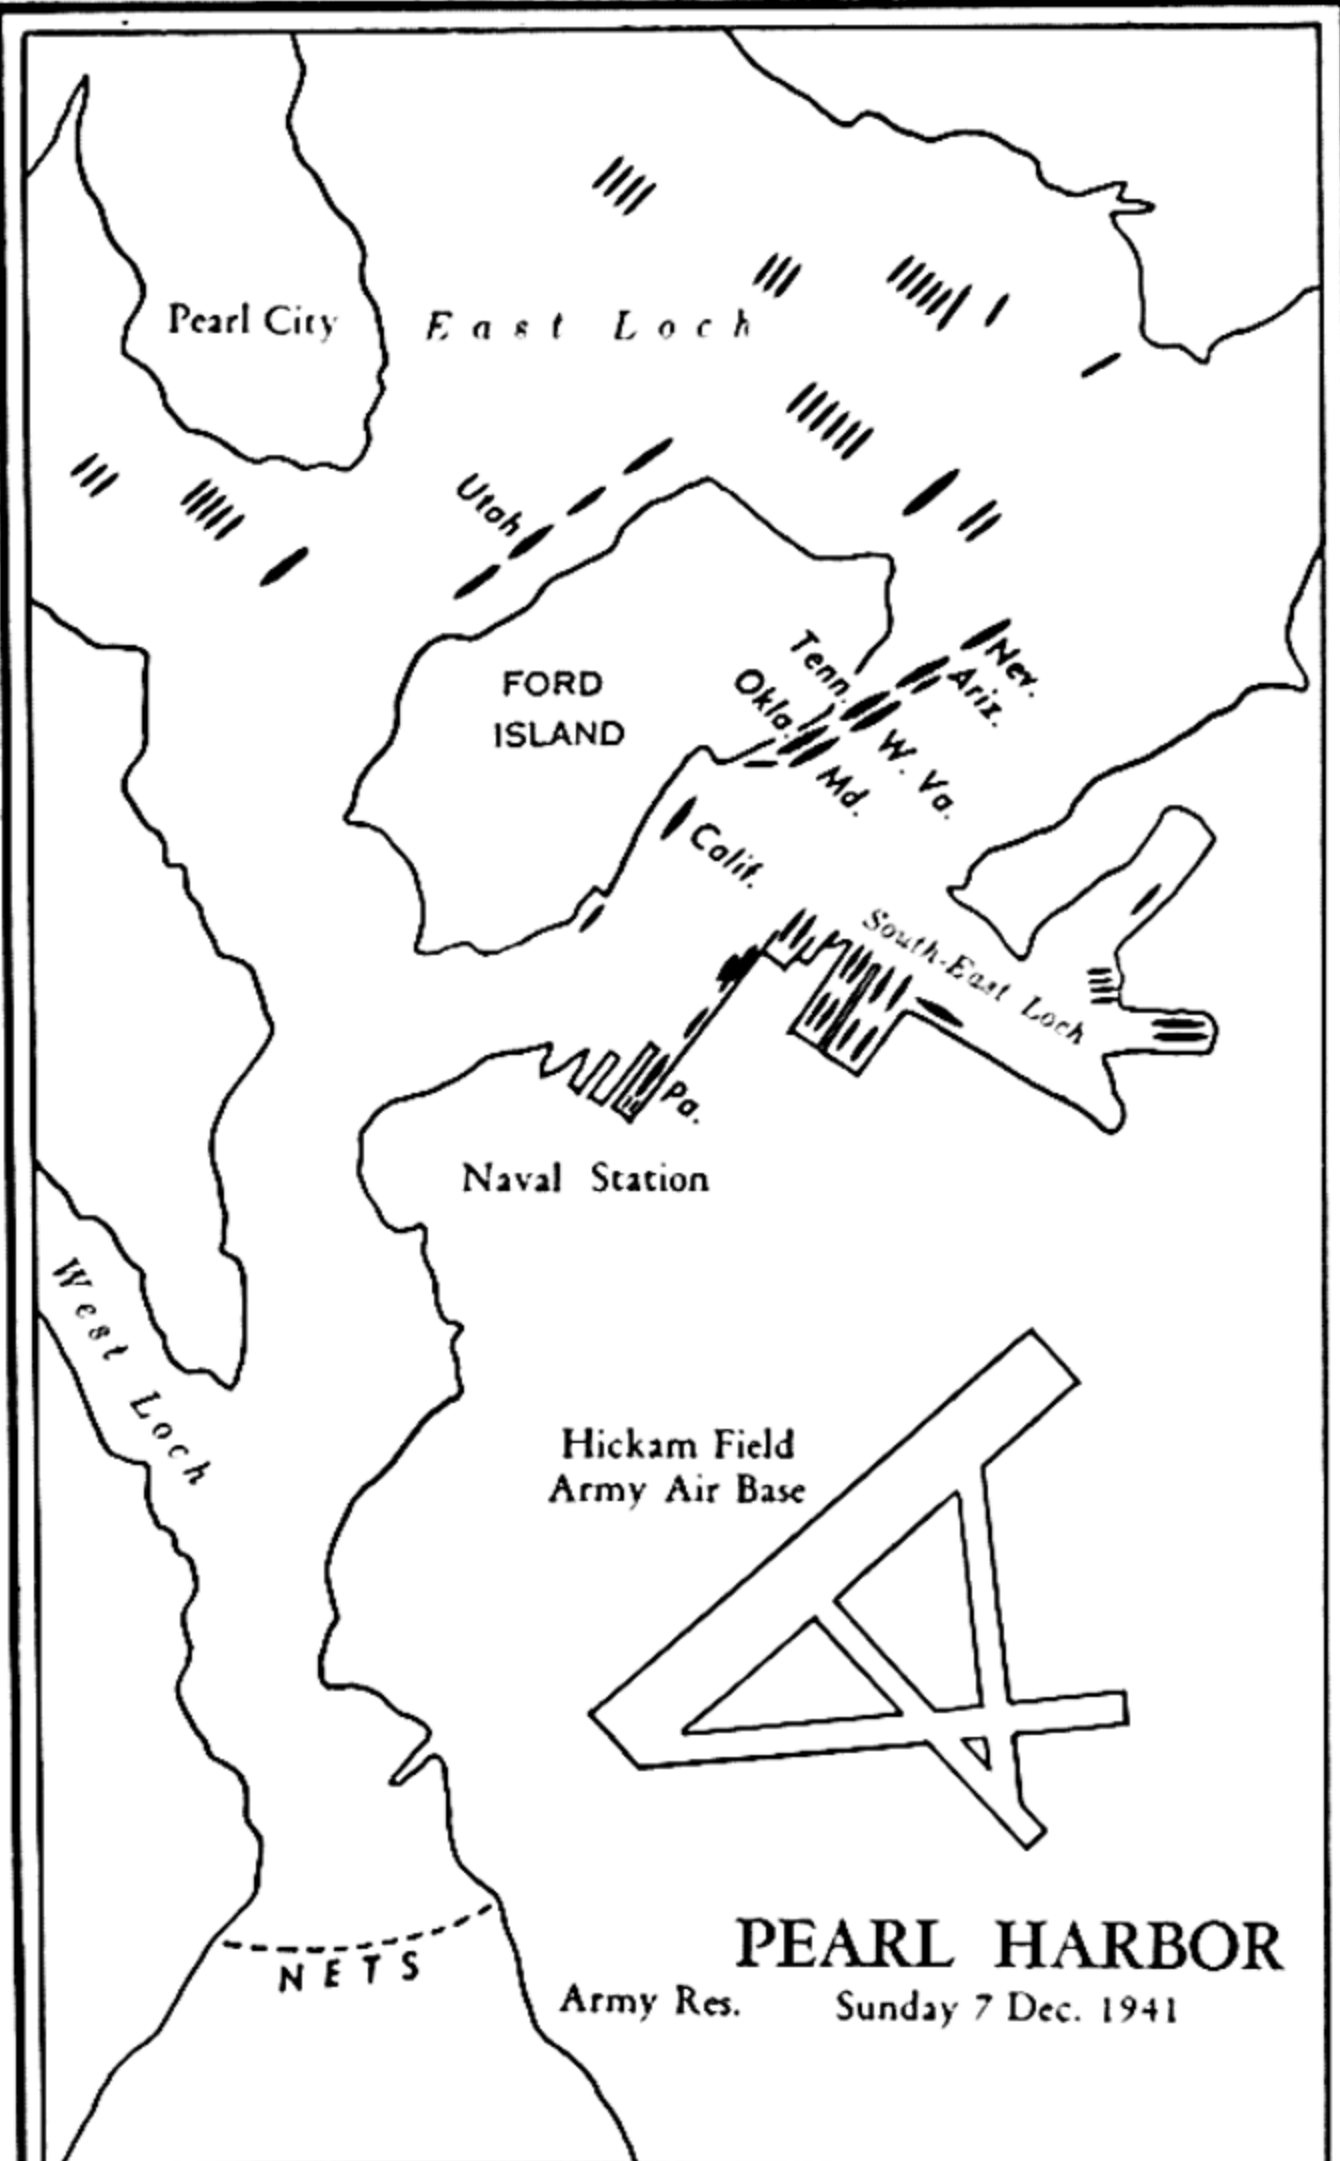 Pearl City
East Loch
Utah
FORD
ISLAND
Tenn.
Okla.
Nev.
Ariz.
W. Va.
Md.
Calif.
South-East Loch
Pa.
Naval Station
West Loch
Hickam Field
Army Air Base
NETS
PEARL HARBOR
Army Res.
Sunday 7 Dec. 1941